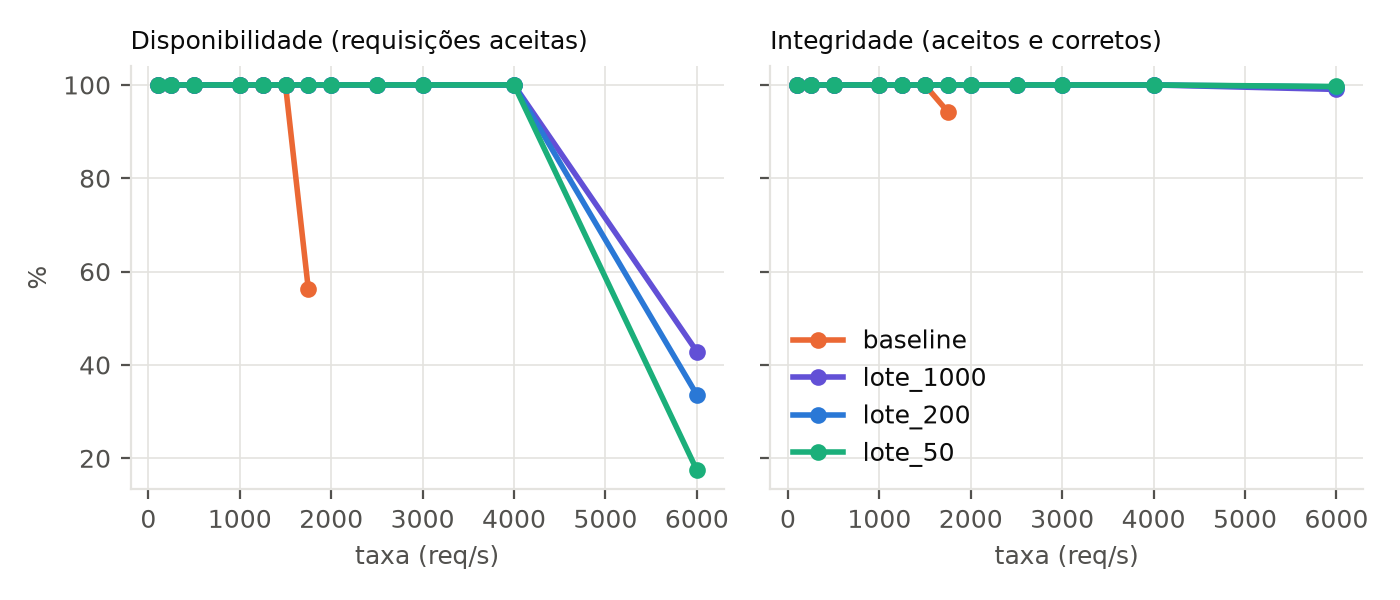 Disponibilidade (requisições aceitas)
%
100
80
60
40
20
0 1000 2000 3000 4000 5000 6000
taxa (req/s)
Integridade (aceitos e corretos)
baseline
lote_1000
lote_200
lote_50
0 1000 2000 3000 4000 5000 6000
taxa (req/s)